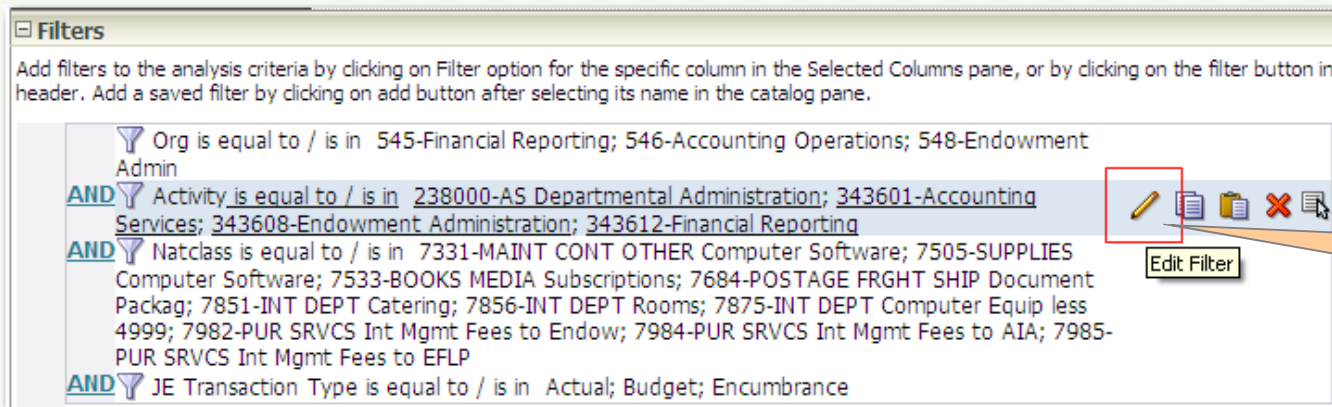 Filters
Add filters to the analysis criteria by clicking on Filter option for the specific column in the Selected Columns pane, or by clicking on the filter button in
header. Add a saved filter by clicking on add button after selecting its name in the catalog pane.
Org is equal to / is in 545-Financial Reporting; 546-Accounting Operations; 548-Endowment
Admin
AND Activity is equal to / is in 238000-AS Departmental Administration; 343601-Accounting
Services; 343608-Endowment Administration; 343612-Financial Reporting
AND Natclass is equal to / is in 7331-MAINT CONT OTHER Computer Software; 7505-SUPPLIES
Edit Filter
Computer Software; 7533-BOOKS MEDIA Subscriptions; 7684-POSTAGE FRGHT SHIP Document
Packag; 7851-INT DEPT Catering; 7856-INT DEPT Rooms; 7875-INT DEPT Computer Equip less
4999; 7982-PUR SRVCS Int Mgmt Fees to Endow; 7984-PUR SRVCS Int Mgmt Fees to AIA; 7985-
PUR SRVCS Int Mgmt Fees to EFLP
AND JE Transaction Type is equal to / is in Actual; Budget; Encumbrance